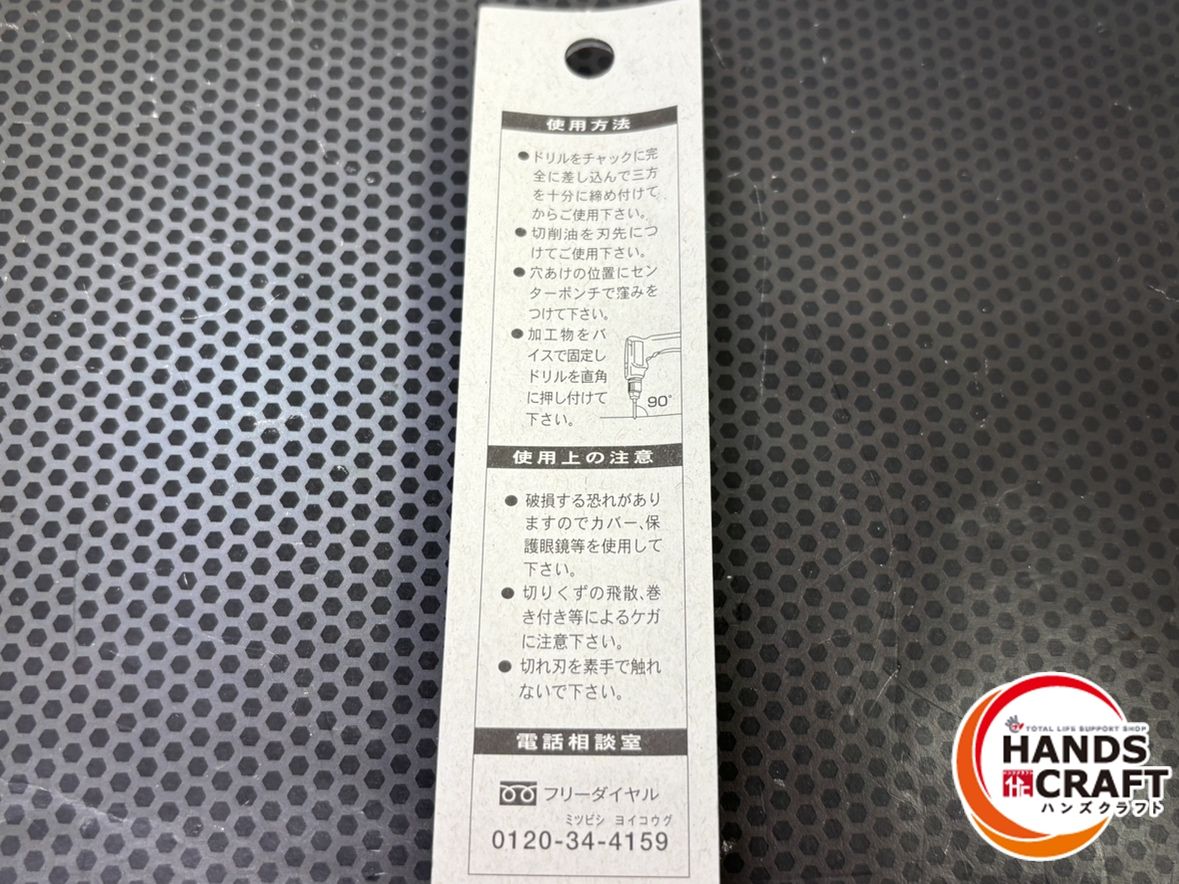 使用方法
●ドリルをチャックに完
全に差し込んで三方
を十分に締め付けて
からご使用下さい。
●切削油を刃先につ
けてご使用下さい。
●穴あけの位置にセン
ターポンチで窪みを
つけて下さい。
●加工物をバ
イスで固定し
ドリルを直角
に押し付けて
下さい。
90°
使用上の注意
●破損する恐れがあり
ますのでカバー、保
護眼鏡等を使用して
下さい。
●切りくずの飛散、巻
き付き等によるケガ
に注意下さい。
●切れ刃を素手で触れ
ないで下さい。
電話相談室
フリーダイヤル
ミツビシ ヨイコウグ
0120-34-4159
TOTAL LIFE SUPPORT SHOP
HANDS
CRAFT
ハンズクラフト